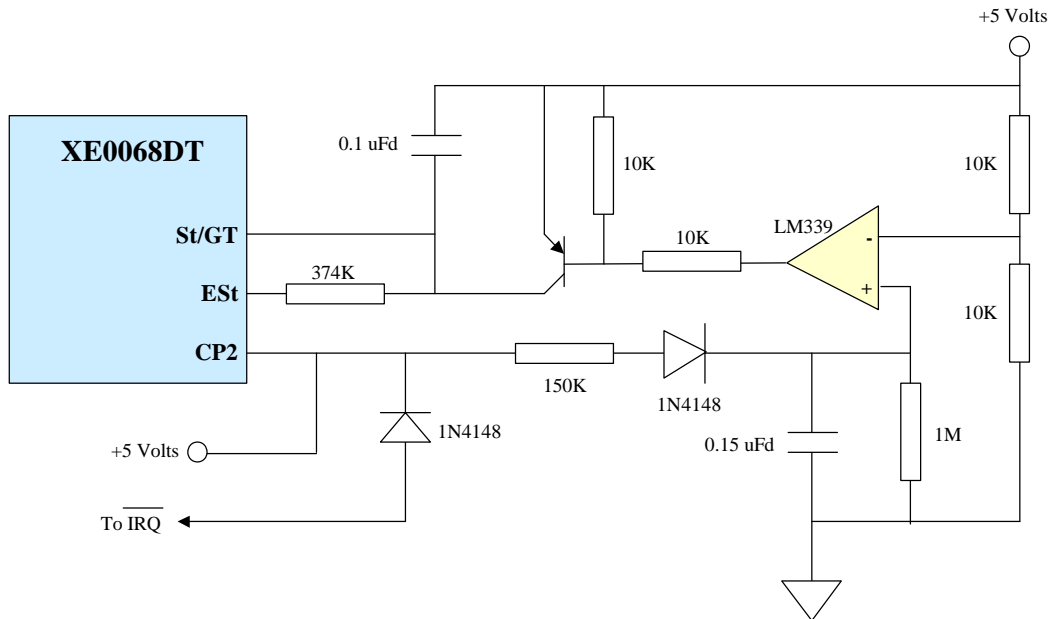 +5 Volts
XE0068DT
0.1 uFd
10K
10K
LM339
St/GT
-
10K
374K
ESt
+
10K
CP2
150K
1N4148
1N4148
0.15 uFd
1M
+5 Volts
To IRQ